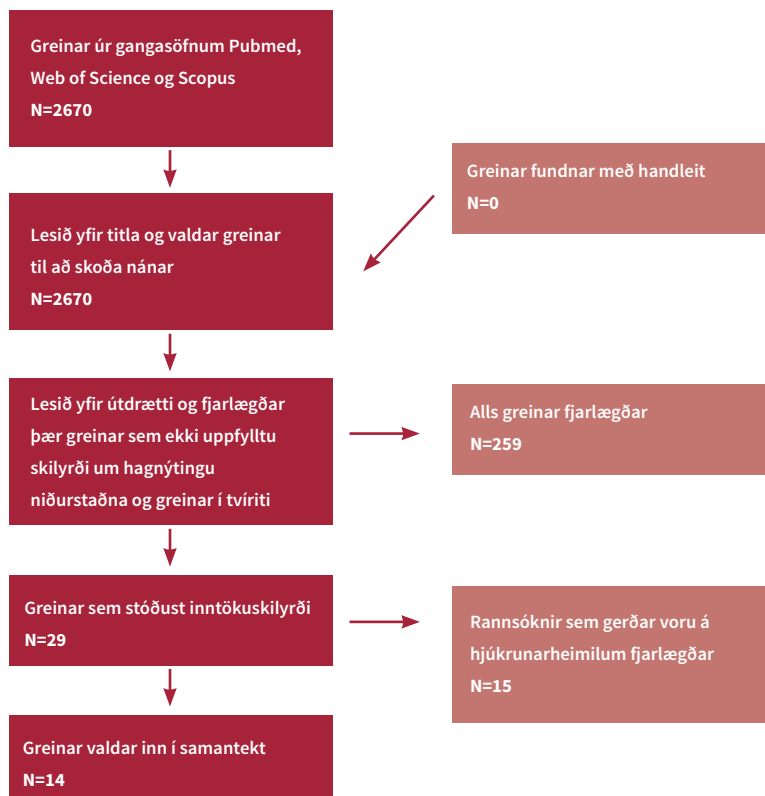 Greinar úr gangasöfnum Pubmed,
Web of Science og Scopus
N=2670
Greinar fundnar með handleit
N=0
Lesið yfir titla og valdar greinar
til að skoða nánar
N=2670
Lesið yfir útdrætti og fjarlægðar
þær greinar sem ekki uppfylltu
skilyrði um hagnýtingu
niðurstaðna og greinar í tvíriti
Alls greinar fjarlægðar
N=259
Greinar sem stóðust inntökuskilyrði
N=29
Rannsóknir sem gerðar voru á
hjúkrunarheimilum fjarlægðar
N=15
Greinar valdar inn í samantekt
N=14